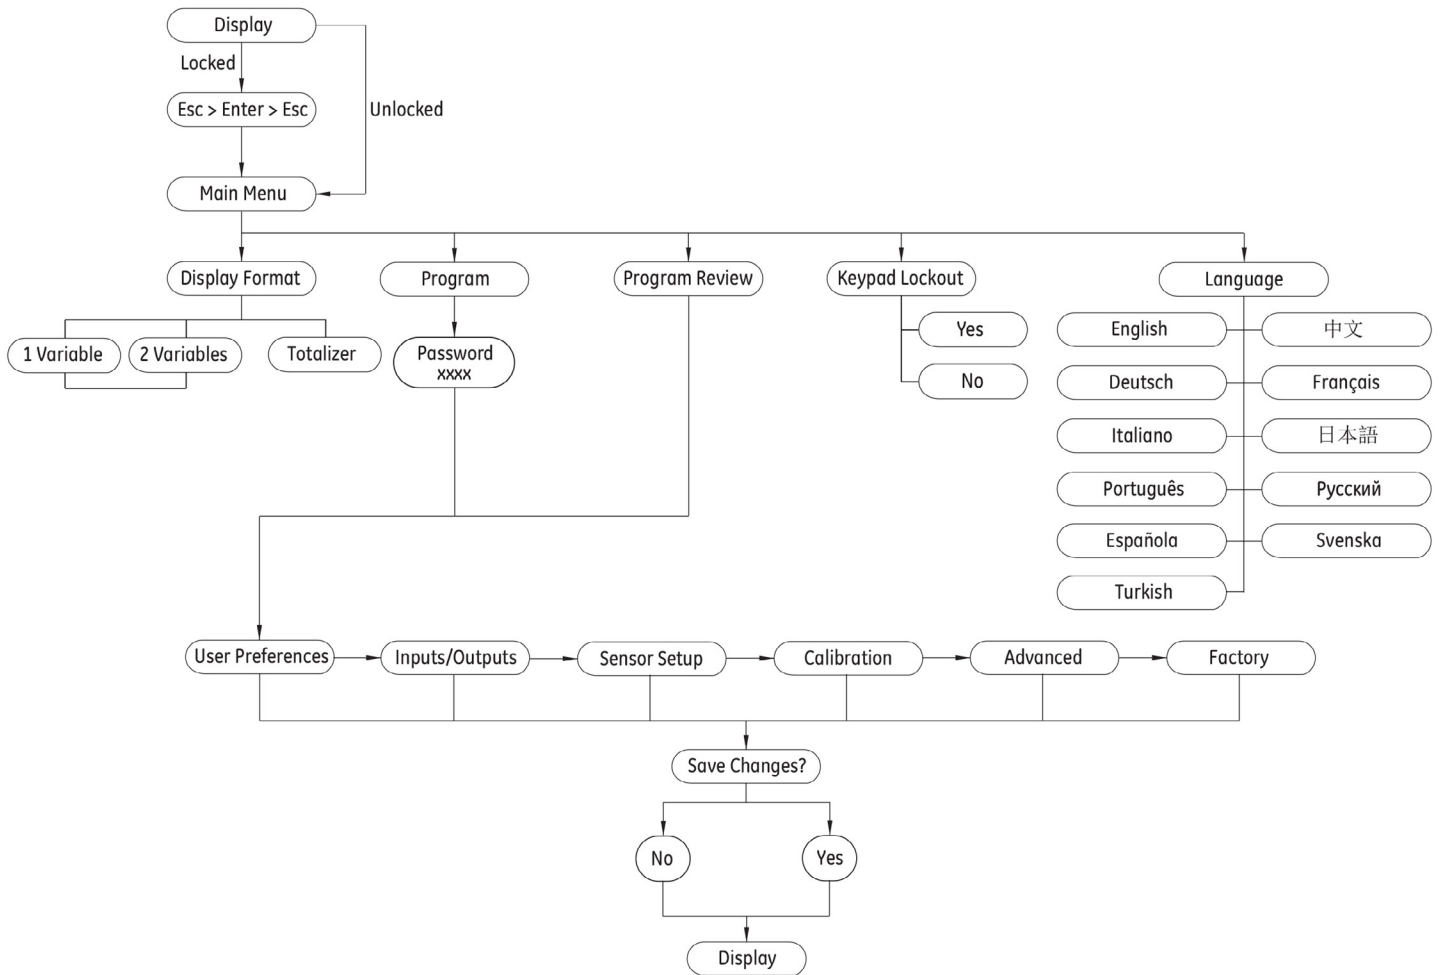 Display
Locked
Esc > Enter > Esc
Unlocked
Main Menu
Display Format
Program
Program Review
Keypad Lockout
Language
1 Variable
2 Variables
Totalizer
Password
xxxx
Yes
No
English
中文
Deutsch
Français
Italiano
日本語
Português
Русский
Española
Svenska
Turkish
User Preferences
Inputs/Outputs
Sensor Setup
Calibration
Advanced
Factory
Save Changes?
No
Yes
Display